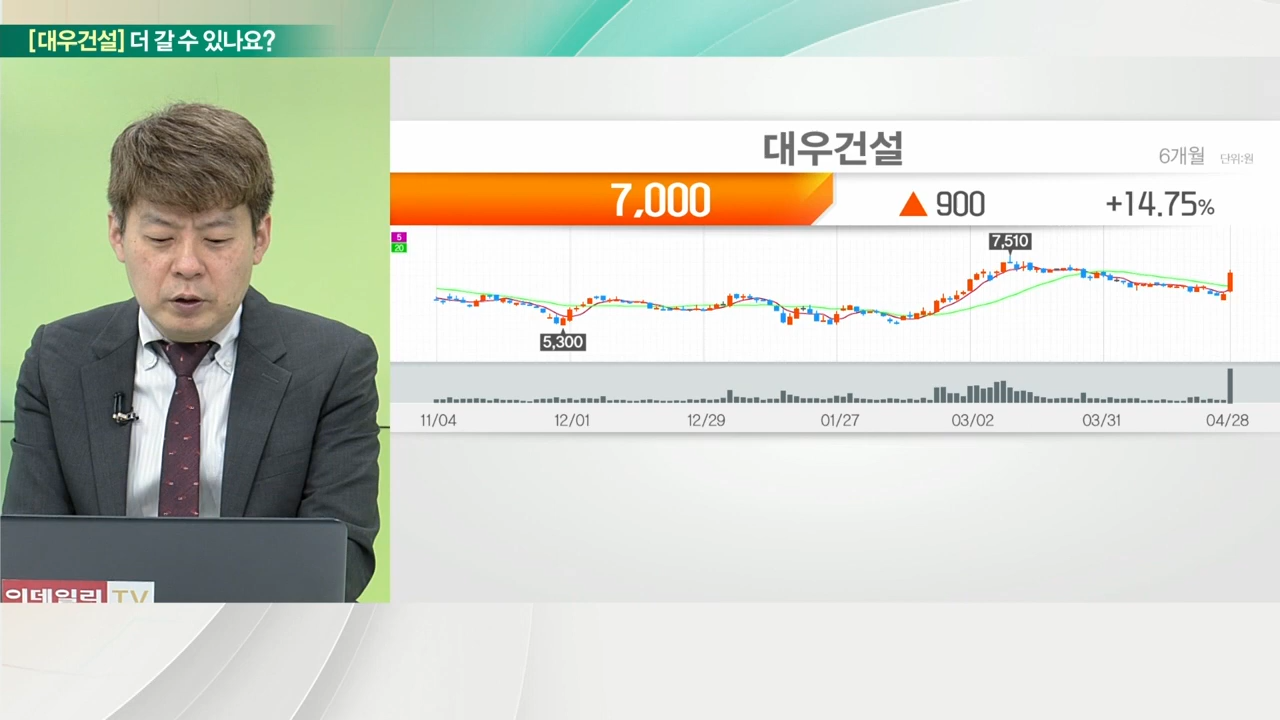 [대우건설] 더 갈 수 있나요?
대우건설
6개월 단위:원
7,000 ▲ 900 +14.75%
5
20
7,510
5,300
11/04 12/01 12/29 01/27 03/02 03/31 04/28
이데일리 TV